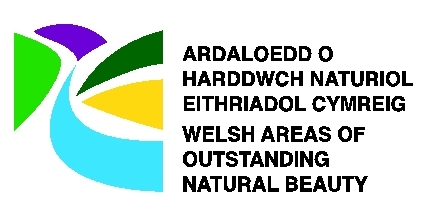 ARDALOEDD O
HARDDWCH NATURIOL
EITHRIADOL CYMREIG
WELSH AREAS OF
OUTSTANDING
NATURAL BEAUTY